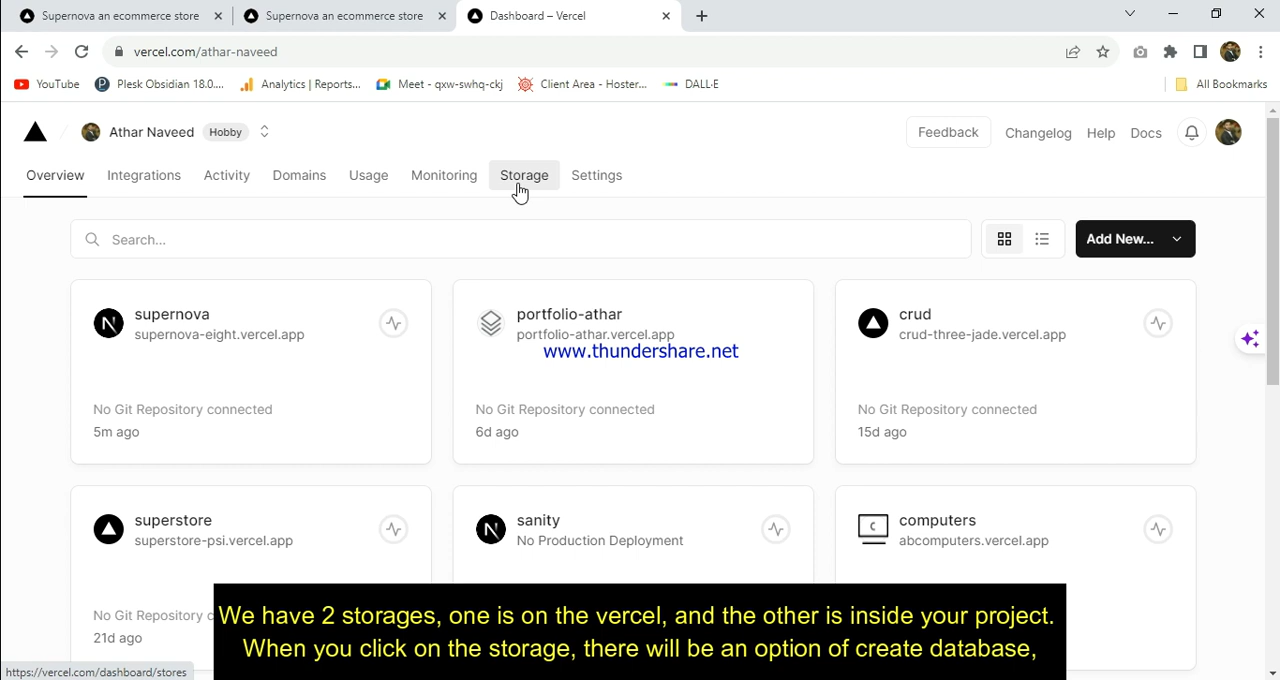 Supernova an ecommerce store
Supernova an ecommerce store
Dashboard – Vercel
vercel.com/athar-naveed
YouTube
Plesk Obsidian 18.0....
Analytics | Reports...
Meet - qxw-swhq-ckj
Client Area - Hoster...
DALL·E
All Bookmarks
Athar Naveed
Hobby
Feedback
Changelog
Help
Docs
Overview
Integrations
Activity
Domains
Usage
Monitoring
Storage
Settings
Search...
Add New...
supernova
supernova-eight.vercel.app
No Git Repository connected
5m ago
portfolio-athar
portfolio-athar.vercel.app
www.thundershare.net
No Git Repository connected
6d ago
crud
crud-three-jade.vercel.app
No Git Repository connected
15d ago
superstore
superstore-psi.vercel.app
No Git Repository
21d ago
sanity
No Production Deployment
computers
abcomputers.vercel.app
We have 2 storages, one is on the vercel, and the other is inside your project.
When you click on the storage, there will be an option of create database,
https://vercel.com/dashboard/stores